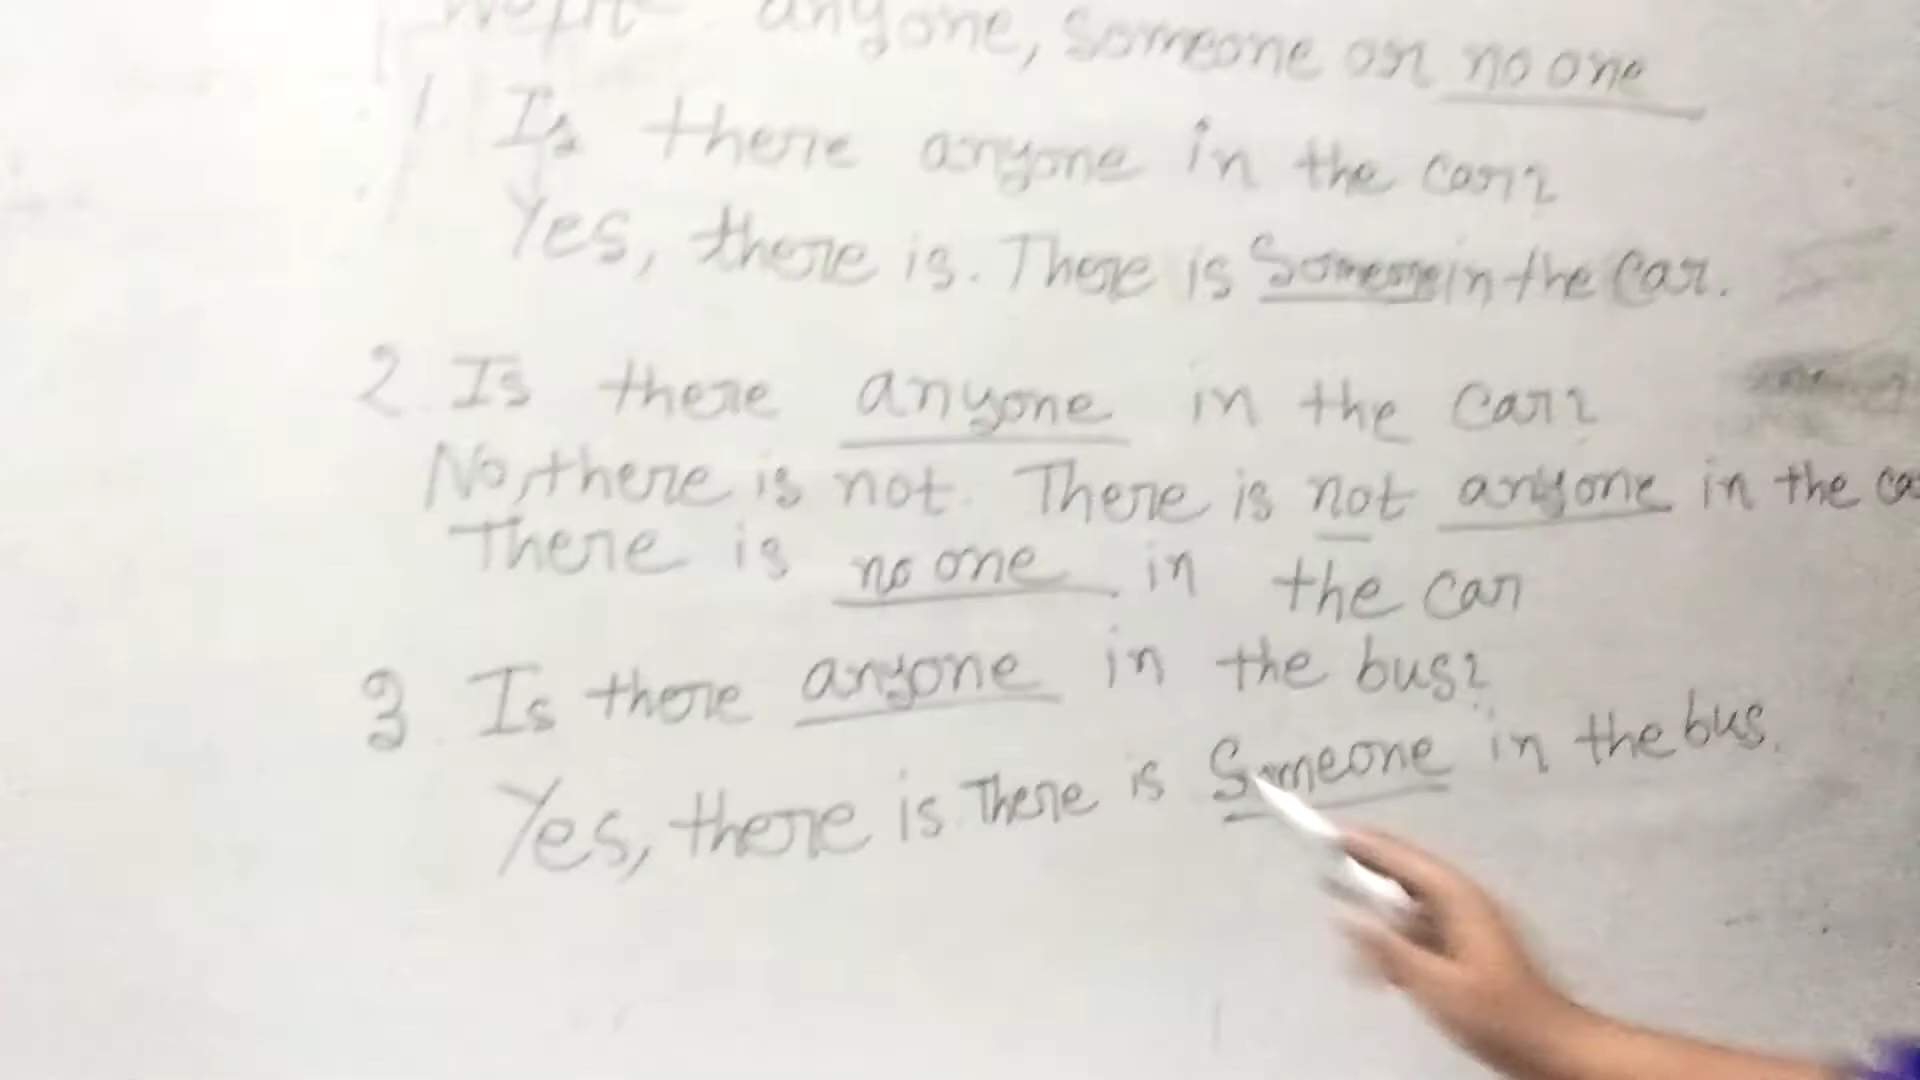 anyone, Someone or no one
1. Is there anyone in the car?
Yes, there is. There is Someone in the Car.
2. Is there anyone in the car?
No, there is not. There is not anyone in the ca
There is no one in the car
3. Is there anyone in the bus?
Yes, there is. There is Someone in the bus.